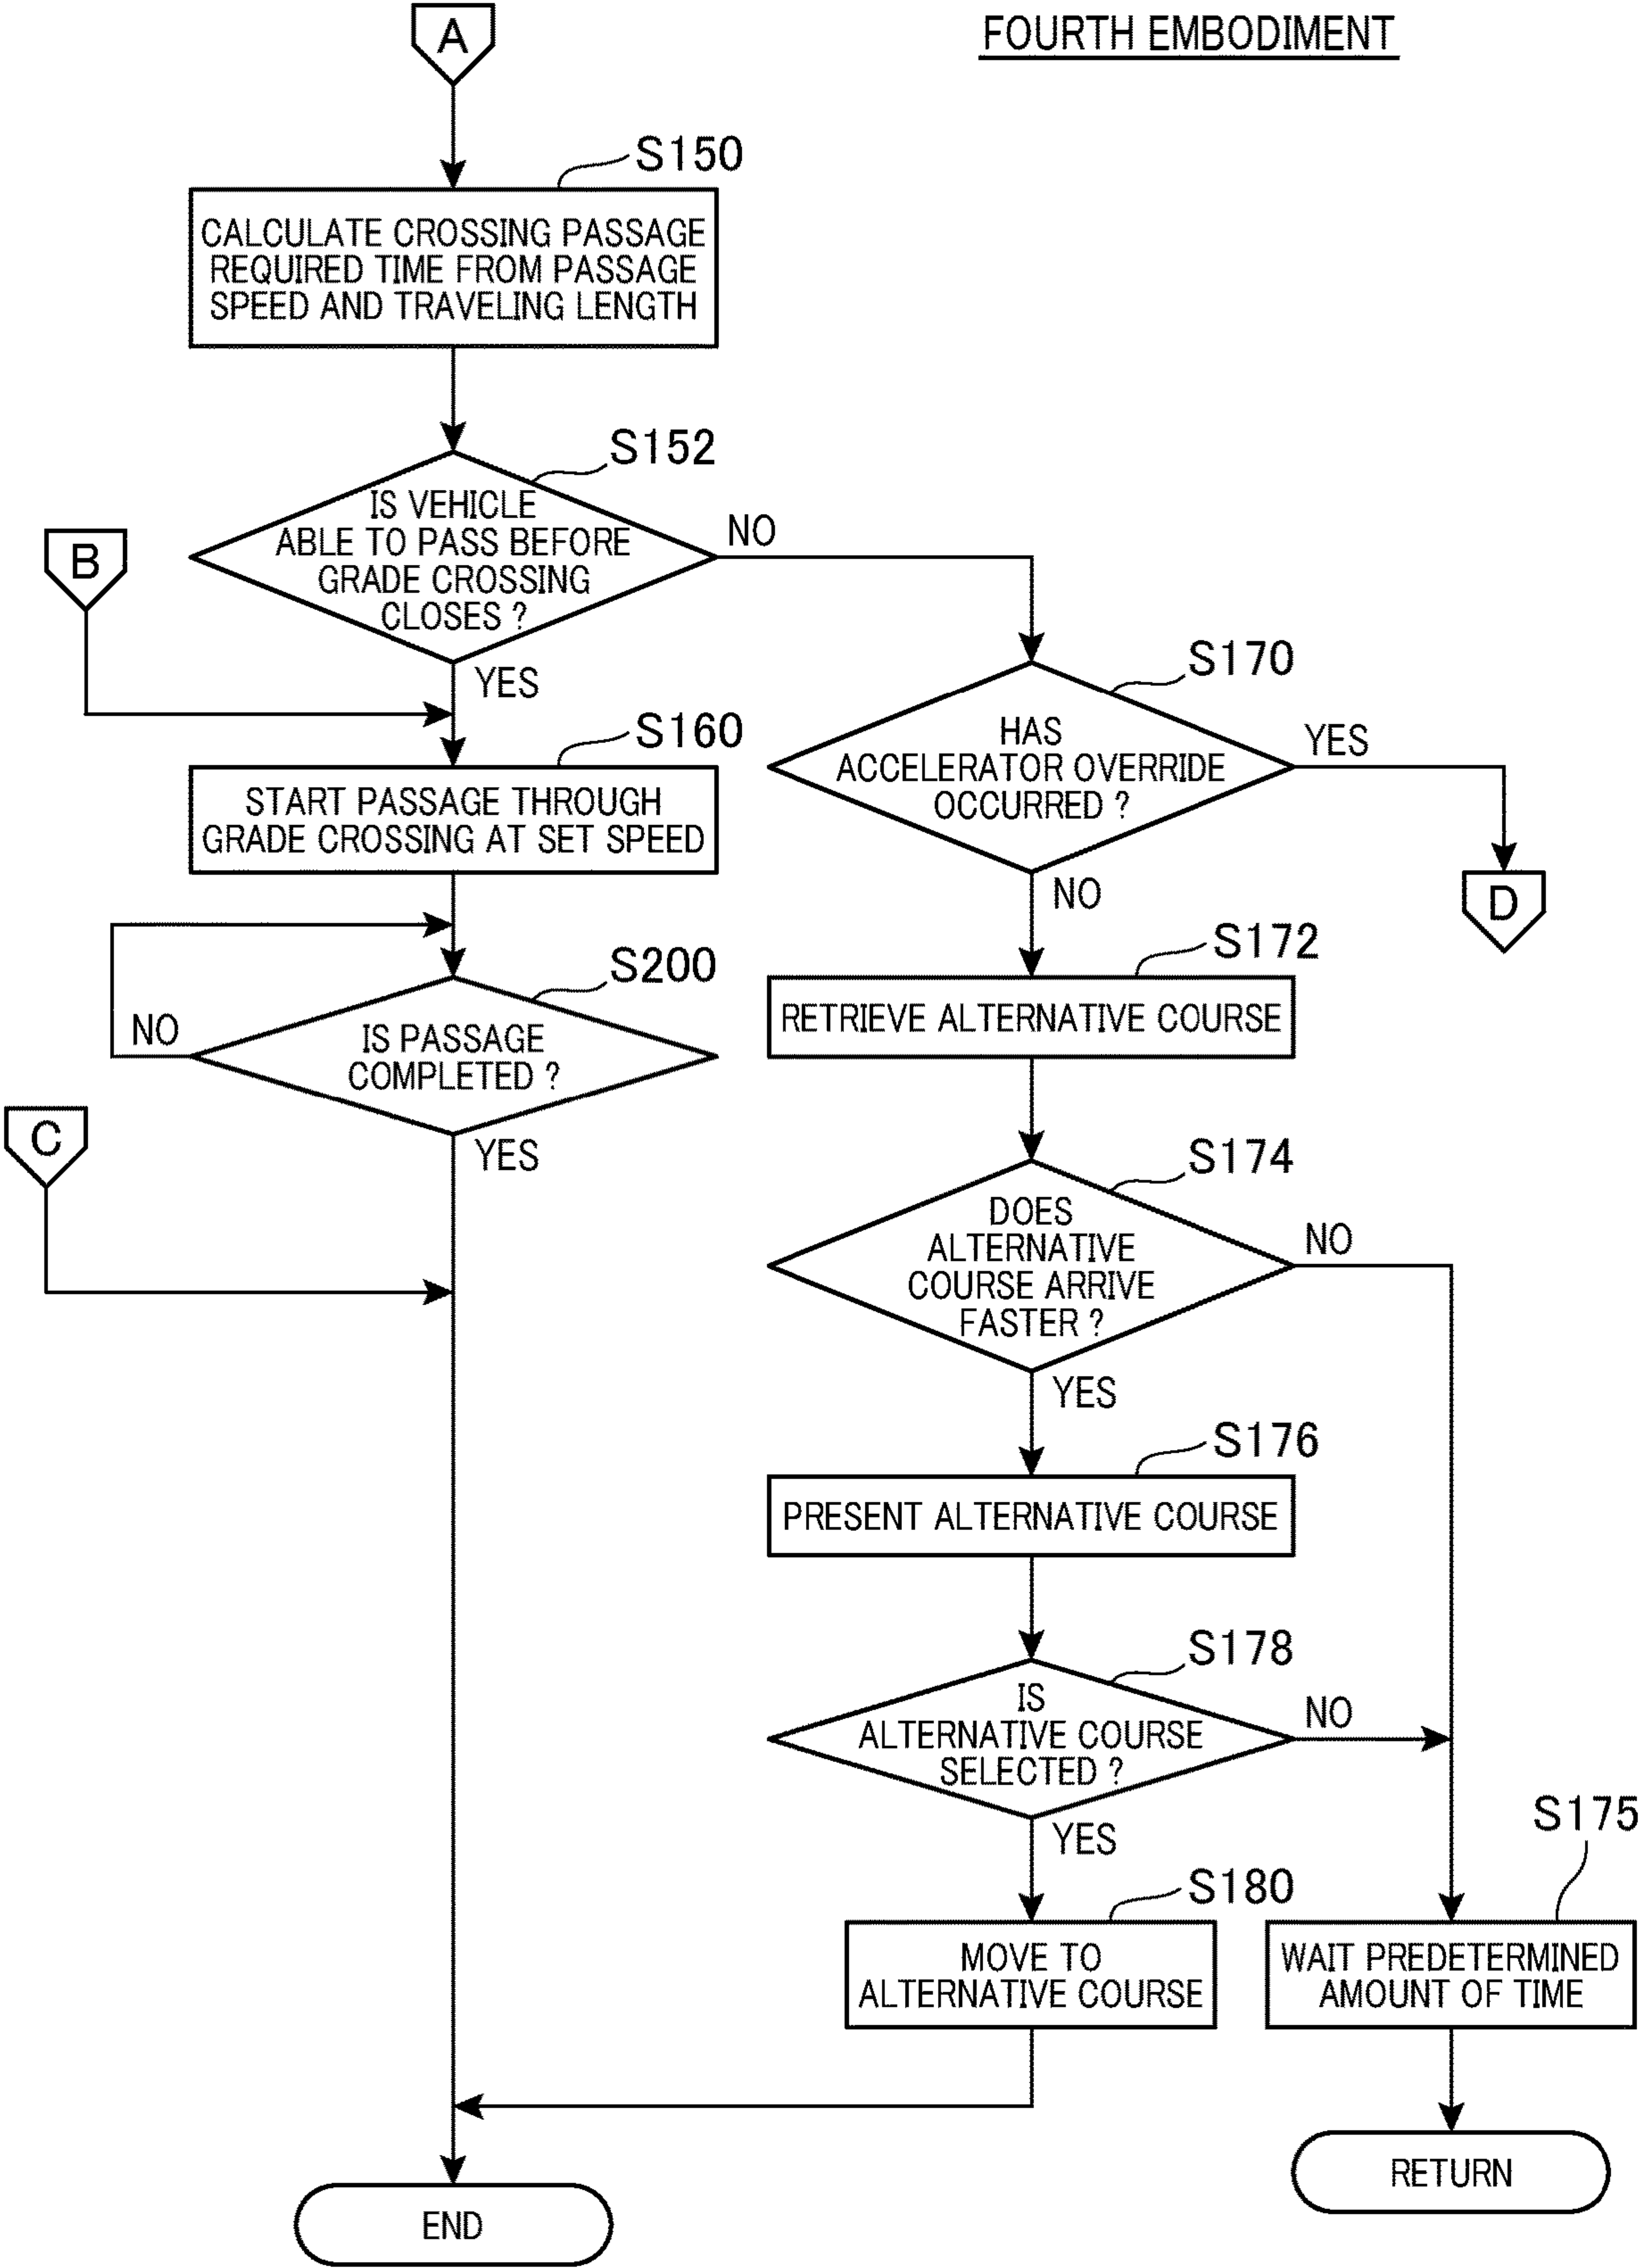 FOURTH EMBODIMENT
A
S150
CALCULATE CROSSING PASSAGE
REQUIRED TIME FROM PASSAGE
SPEED AND TRAVELING LENGTH
S152
IS VEHICLE
ABLE TO PASS BEFORE
GRADE CROSSING
CLOSES ?
NO
B
YES
S160
START PASSAGE THROUGH
GRADE CROSSING AT SET SPEED
S170
HAS
ACCELERATOR OVERRIDE
OCCURRED ?
YES
D
NO
S200
IS PASSAGE
COMPLETED ?
NO
YES
C
S172
RETRIEVE ALTERNATIVE COURSE
S174
DOES
ALTERNATIVE
COURSE ARRIVE
FASTER ?
NO
YES
S176
PRESENT ALTERNATIVE COURSE
S178
IS
ALTERNATIVE COURSE
SELECTED ?
NO
YES
S180
MOVE TO
ALTERNATIVE COURSE
S175
WAIT PREDETERMINED
AMOUNT OF TIME
RETURN
END